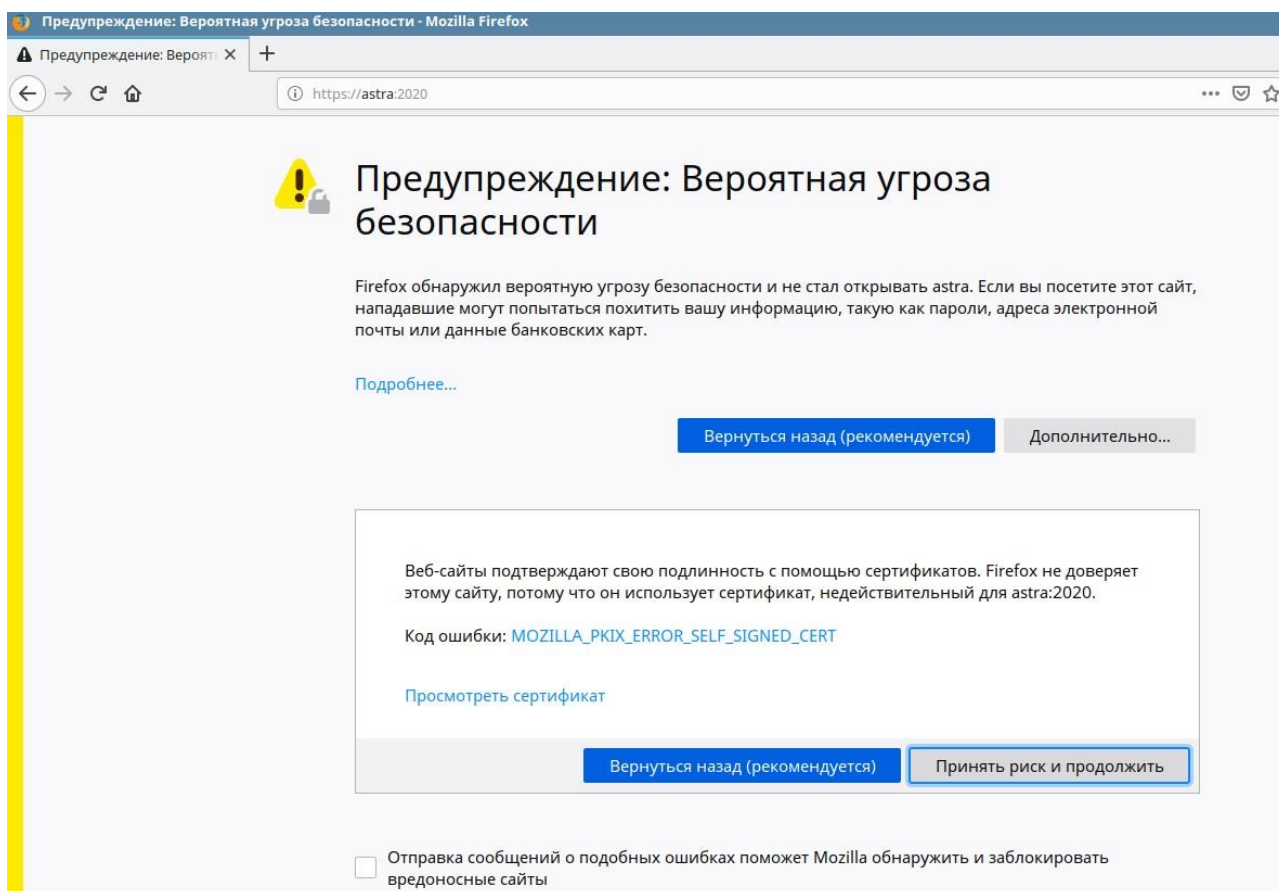 Предупреждение: Вероятная угроза безопасности - Mozilla Firefox
Предупреждение: Вероят
https://astra:2020
Предупреждение: Вероятная угроза
безопасности
Firefox обнаружил вероятную угрозу безопасности и не стал открывать astra. Если вы посетите этот сайт,
нападавшие могут попытаться похитить вашу информацию, такую как пароли, адреса электронной
почты или данные банковских карт.
Подробнее...
Вернуться назад (рекомендуется) Дополнительно...
Веб-сайты подтверждают свою подлинность с помощью сертификатов. Firefox не доверяет
этому сайту, потому что он использует сертификат, недействительный для astra:2020.
Код ошибки: MOZILLA_PKIX_ERROR_SELF_SIGNED_CERT
Просмотреть сертификат
Вернуться назад (рекомендуется) Принять риск и продолжить
Отправка сообщений о подобных ошибках поможет Mozilla обнаружить и заблокировать
вредоносные сайты